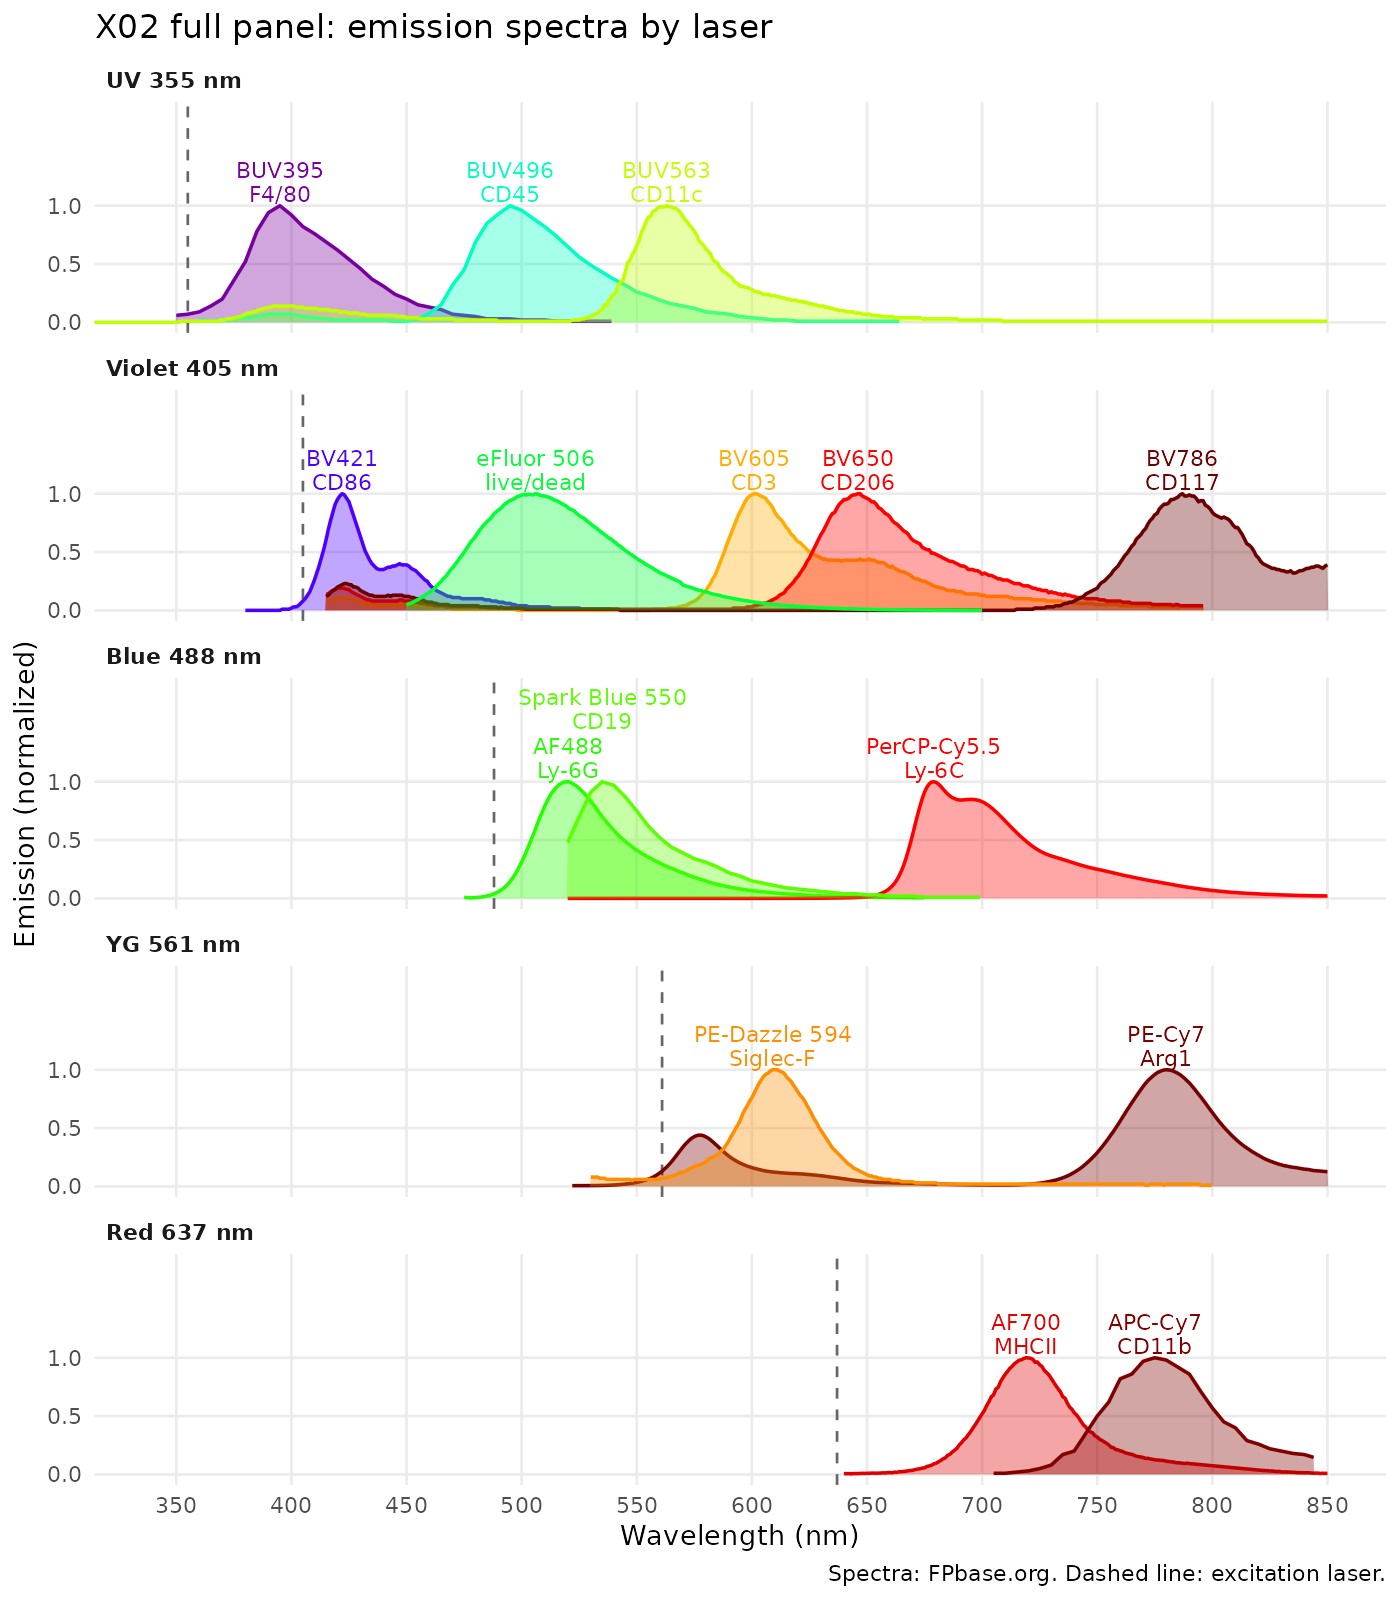 X02 full panel: emission spectra by laser
UV 355 nm
BUV395
F4/80
BUV496
CD45
BUV563
CD11c
1.0
0.5
0.0
Violet 405 nm
BV421
CD86
eFluor 506
live/dead
BV605
CD3
BV650
CD206
BV786
CD117
1.0
0.5
0.0
Blue 488 nm
Spark Blue 550
CD19
AF488
Ly-6G
PerCP-Cy5.5
Ly-6C
1.0
0.5
0.0
Emission (normalized)
YG 561 nm
PE-Dazzle 594
Siglec-F
PE-Cy7
Arg1
1.0
0.5
0.0
Red 637 nm
AF700
MHCII
APC-Cy7
CD11b
1.0
0.5
0.0
350 400 450 500 550 600 650 700 750 800 850
Wavelength (nm)
Spectra: FPbase.org. Dashed line: excitation laser.